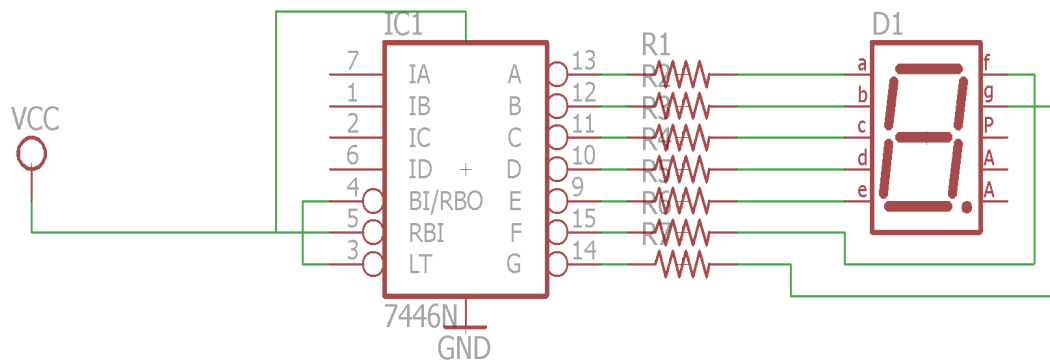 IC1
D1
R1
R2
R3
R4
R5
R6
R7
VCC
7 IA A 13
1 IB B 12
2 IC C 11
6 ID D 10
4 BI/RBO E 9
5 RBI F 15
3 LT G 14
a f
b g
c P
d A
e A
7446N
GND